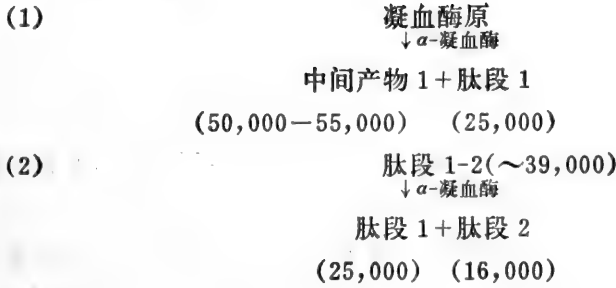 (1) 凝血酶原
↓α-凝血酶
中间产物 1+肽段 1
(50,000—55,000) (25,000)
(2) 肽段 1-2(～39,000)
↓α-凝血酶
肽段 1+肽段 2
(25,000) (16,000)